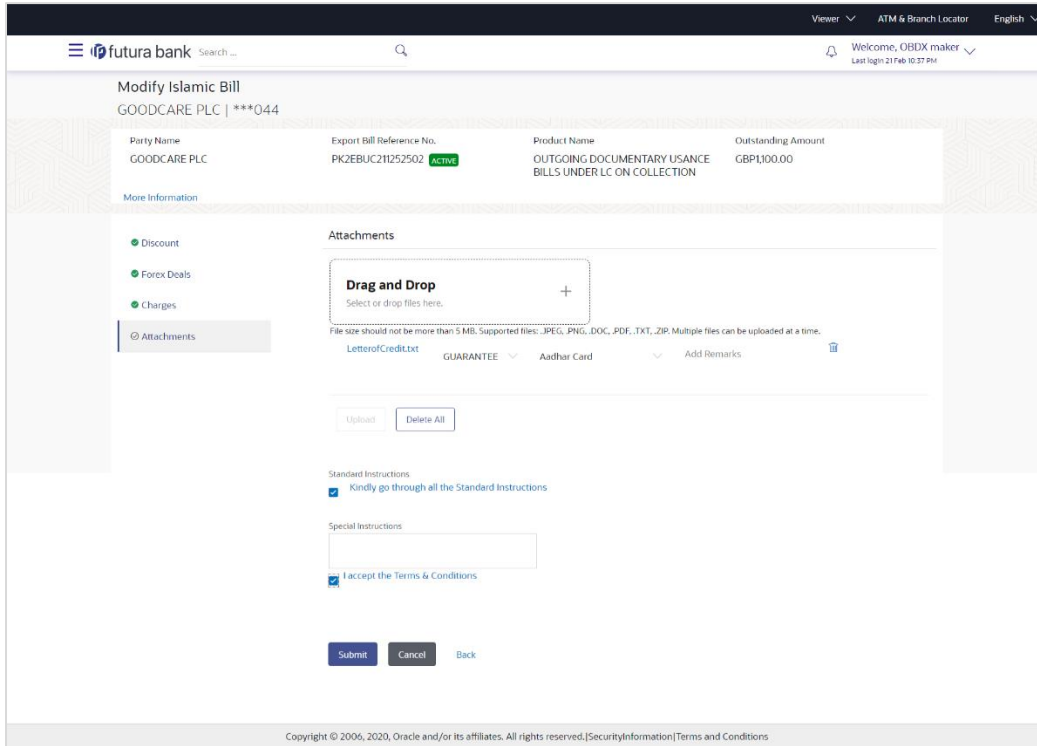 Viewer ATM & Branch Locator English
futura bank Search ... Welcome, OBDX maker
Last login 21 Feb 10:37 PM
Modify Islamic Bill
GOODCARE PLC | ***044
Party Name Export Bill Reference No. Product Name Outstanding Amount
GOODCARE PLC PK2EBUC211252502 ACTIVE OUTGOING DOCUMENTARY USANCE GBP1,100.00
BILLS UNDER LC ON COLLECTION
More Information
Discount
Forex Deals
Charges
Attachments
Attachments
Drag and Drop
Select or drop files here.
File size should not be more than 5 MB. Supported files: .JPEG, .PNG, .DOC, .PDF, .TXT, .ZIP. Multiple files can be uploaded at a time.
LetterofCredit.txt GUARANTEE Aadhar Card Add Remarks
Upload Delete All
Standard Instructions
Kindly go through all the Standard Instructions
Special Instructions
I accept the Terms & Conditions
Submit Cancel Back
Copyright © 2006, 2020, Oracle and/or its affiliates. All rights reserved.|SecurityInformation|Terms and Conditions